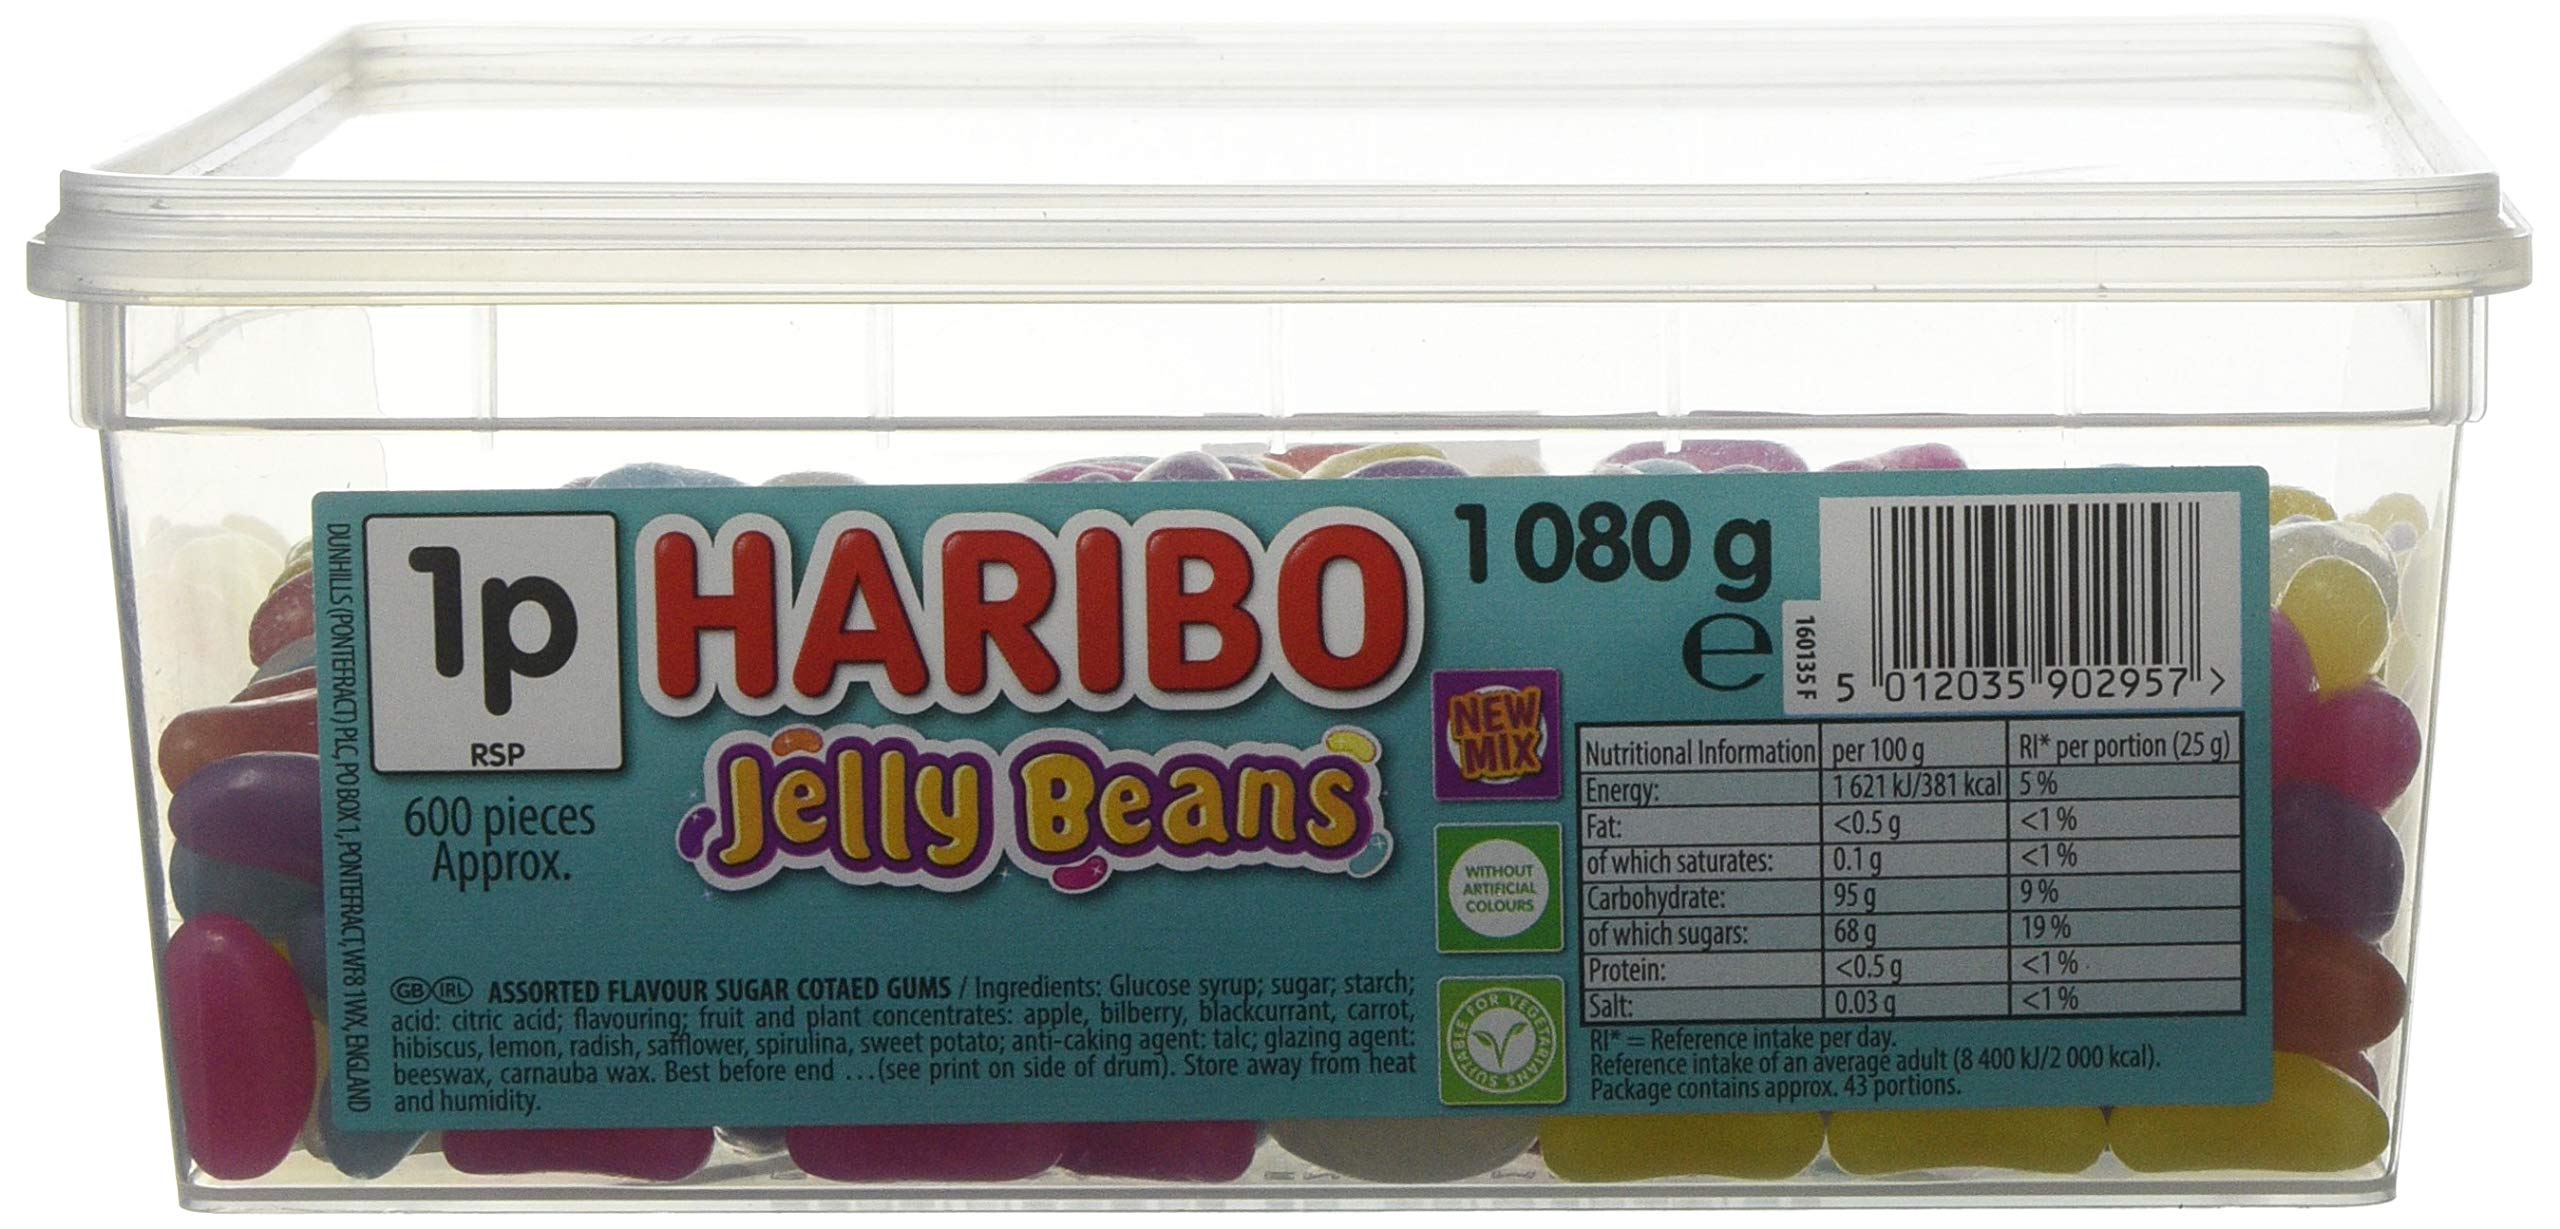 DUNHILLS (PONTEFRACT) PLC, PO BOX 1, PONTEFRACT, WF8 1WX, ENGLAND
1p
RSP
600 pieces
Approx.
HARIBO
Jelly Beans
1080 g
e
NEW
MIX
WITHOUT
ARTIFICIAL
COLOURS
SUITABLE FOR VEGETARIANS
160135 F
5 012035 902957 >
Nutritional Information per 100 g RI* per portion (25 g)
Energy: 1 621 kJ/381 kcal 5 %
Fat: <0.5 g <1 %
of which saturates: 0.1 g <1 %
Carbohydrate: 95 g 9 %
of which sugars: 68 g 19 %
Protein: <0.5 g <1 %
Salt: 0.03 g <1 %
RI* = Reference intake per day.
Reference intake of an average adult (8 400 kJ/2 000 kcal).
Package contains approx. 43 portions.
GB IRL ASSORTED FLAVOUR SUGAR COTAED GUMS / Ingredients: Glucose syrup; sugar; starch;
acid: citric acid; flavouring; fruit and plant concentrates: apple, bilberry, blackcurrant, carrot,
hibiscus, lemon, radish, safflower, spirulina, sweet potato; anti-caking agent: talc; glazing agent:
beeswax, carnauba wax. Best before end ...(see print on side of drum). Store away from heat
and humidity.